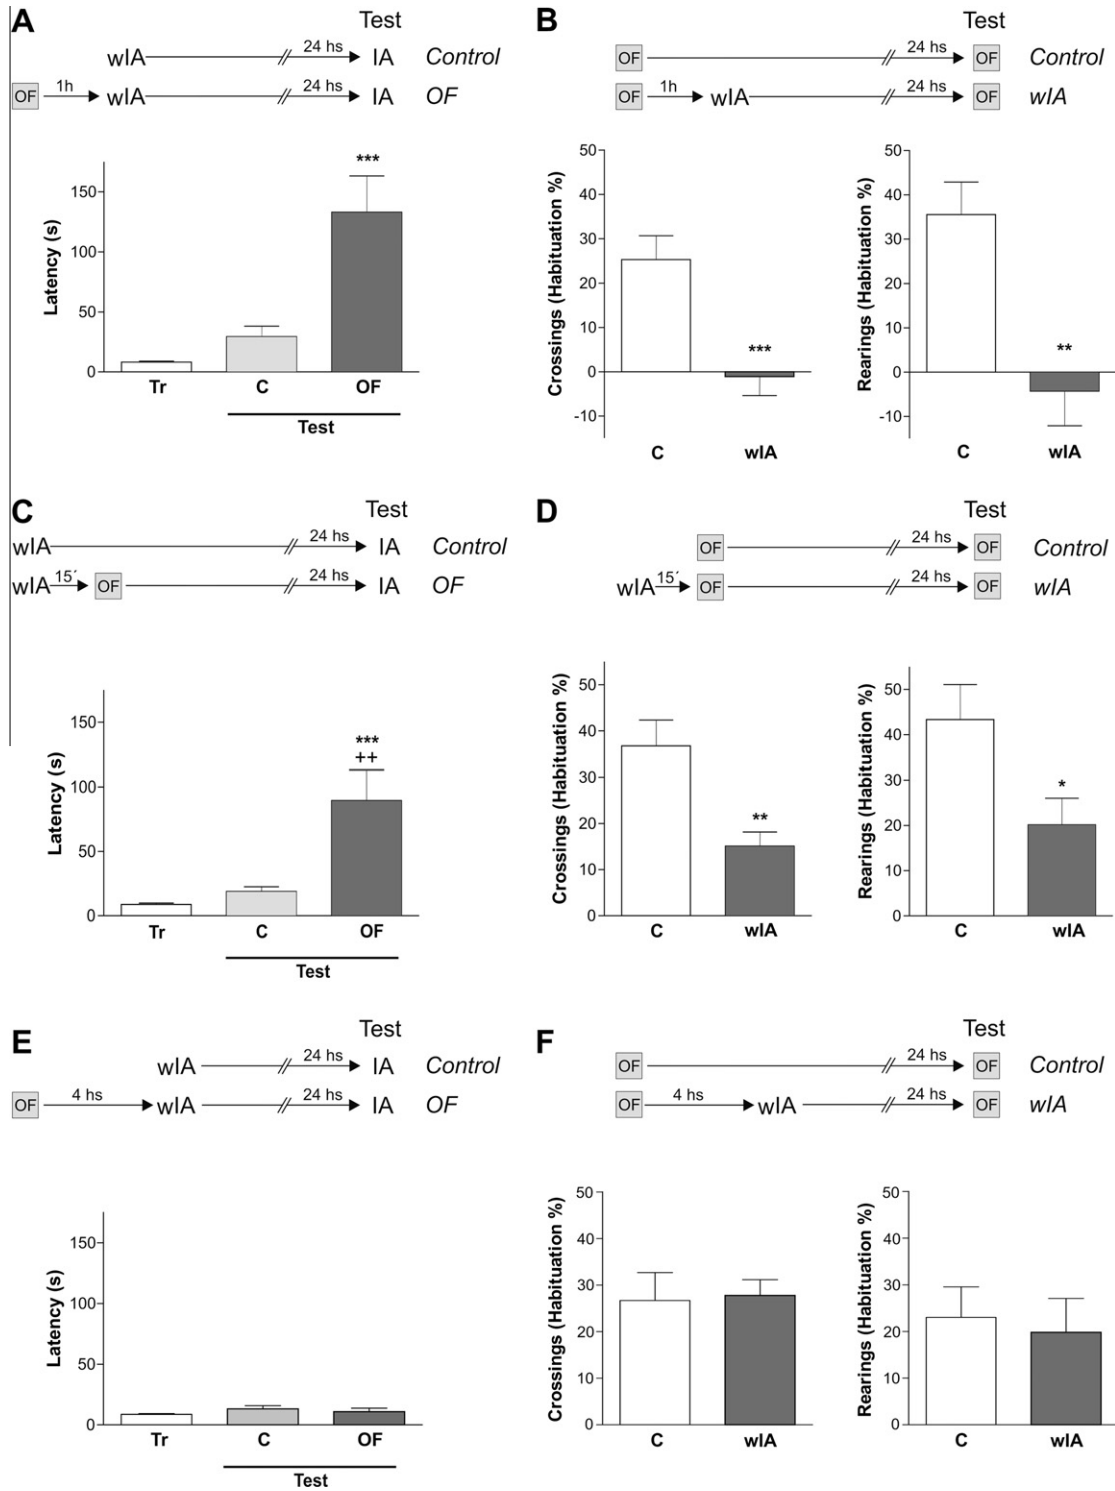 A
Test
wIA 24 hs IA Control
OF 1h wIA 24 hs IA OF
Latency (s)
150
100
50
0
***
Tr C OF
Test
B
Test
OF 24 hs OF Control
OF 1h wIA 24 hs OF wIA
Crossings (Habituation %)
50
40
30
20
10
0
-10
***
C wIA
Rearings (Habituation %)
50
40
30
20
10
0
-10
**
C wIA
C
Test
wIA 24 hs IA Control
wIA 15´ OF 24 hs IA OF
Latency (s)
150
100
50
0
***
++
Tr C OF
Test
D
Test
OF 24 hs OF Control
wIA 15´ OF 24 hs OF wIA
Crossings (Habituation %)
50
40
30
20
10
0
**
C wIA
Rearings (Habituation %)
50
40
30
20
10
0
*
C wIA
E
Test
wIA 24 hs IA Control
OF 4 hs wIA 24 hs IA OF
Latency (s)
150
100
50
0
Tr C OF
Test
F
Test
OF 24 hs OF Control
OF 4 hs wIA 24 hs OF wIA
Crossings (Habituation %)
50
40
30
20
10
0
C wIA
Rearings (Habituation %)
50
40
30
20
10
0
C wIA